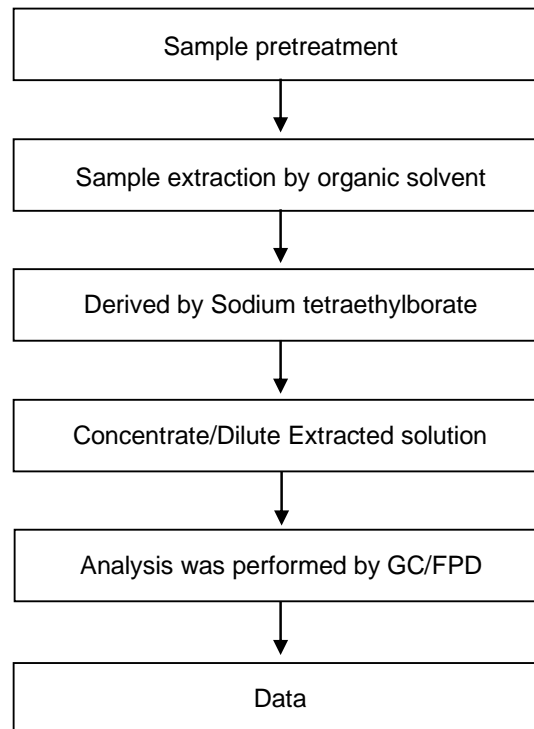 Sample pretreatment
Sample extraction by organic solvent
Derived by Sodium tetraethylborate
Concentrate/Dilute Extracted solution
Analysis was performed by GC/FPD
Data